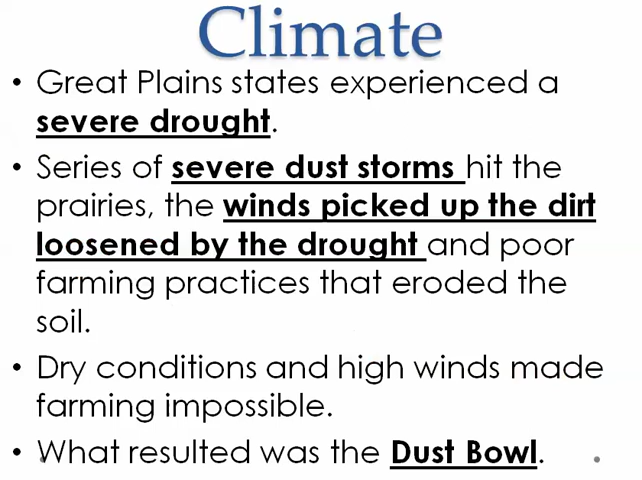 Climate
• Great Plains states experienced a
severe drought.
• Series of severe dust storms hit the
prairies, the winds picked up the dirt
loosened by the drought and poor
farming practices that eroded the
soil.
• Dry conditions and high winds made
farming impossible.
• What resulted was the Dust Bowl.